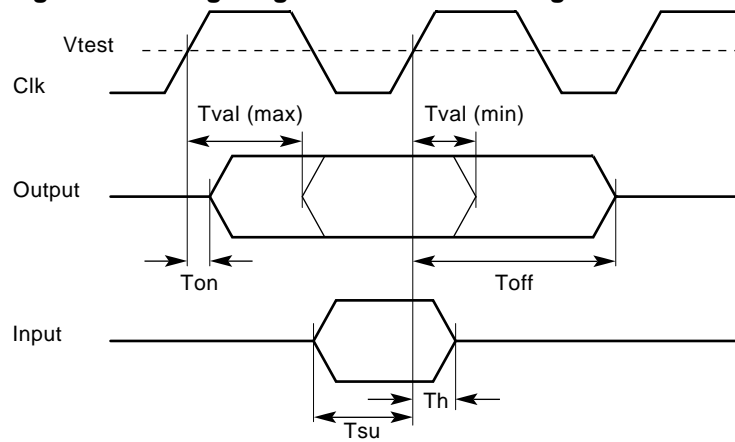 Vtest
Clk
Tval (max)
Tval (min)
Output
Ton
Toff
Input
Th
Tsu